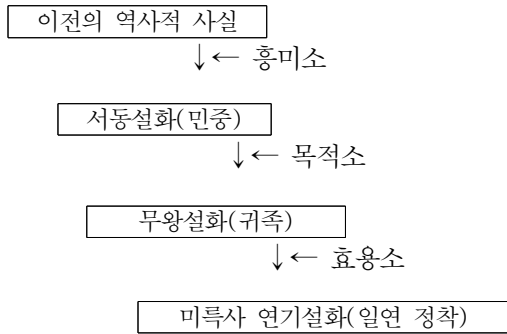 이전의 역사적 사실
↓← 흥미소
서동설화(민중)
↓← 목적소
무왕설화(귀족)
↓← 효용소
미륵사 연기설화(일연 정착)